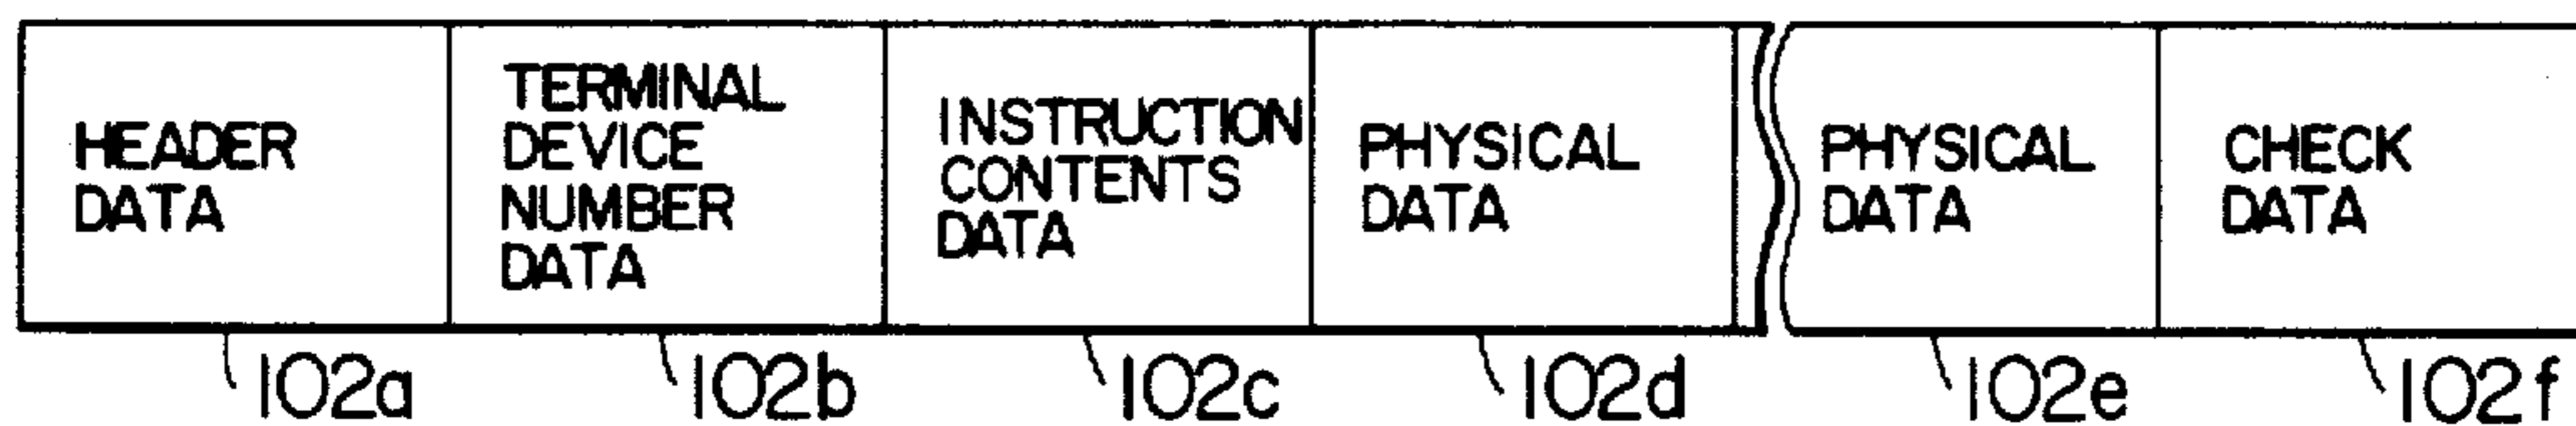 HEADER
DATA
TERMINAL
DEVICE
NUMBER
DATA
INSTRUCTION
CONTENTS
DATA
PHYSICAL
DATA
PHYSICAL
DATA
CHECK
DATA
102a
102b
102c
102d
102e
102f